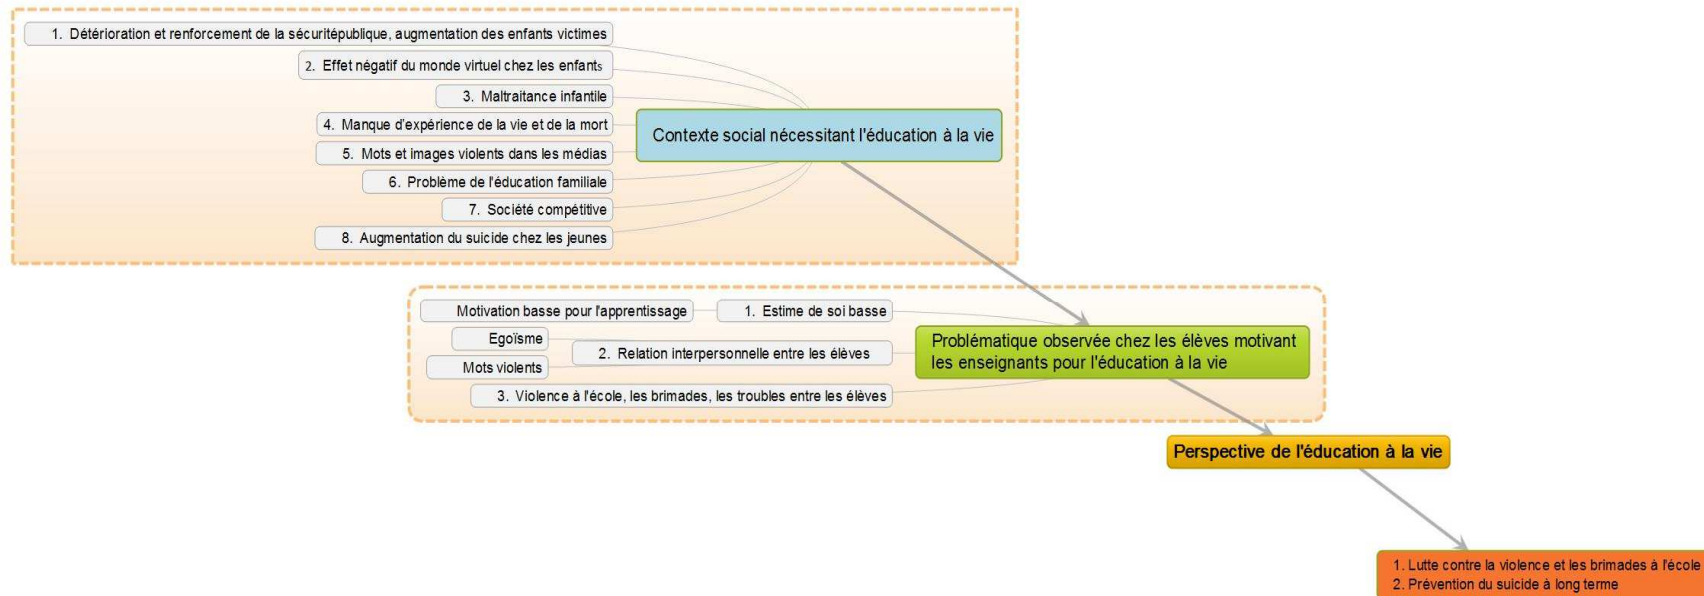 1. Détérioration et renforcement de la sécuritépublique, augmentation des enfants victimes
2. Effet négatif du monde virtuel chez les enfants
3. Maltraitance infantile
4. Manque d'expérience de la vie et de la mort
5. Mots et images violents dans les médias
6. Problème de l'éducation familiale
7. Société compétitive
8. Augmentation du suicide chez les jeunes
Contexte social nécessitant l'éducation à la vie
Motivation basse pour l'apprentissage
1. Estime de soi basse
Egoïsme
Mots violents
2. Relation interpersonnelle entre les élèves
3. Violence à l'école, les brimades, les troubles entre les élèves
Problématique observée chez les élèves motivant
les enseignants pour l'éducation à la vie
Perspective de l'éducation à la vie
1. Lutte contre la violence et les brimades à l'école
2. Prévention du suicide à long terme